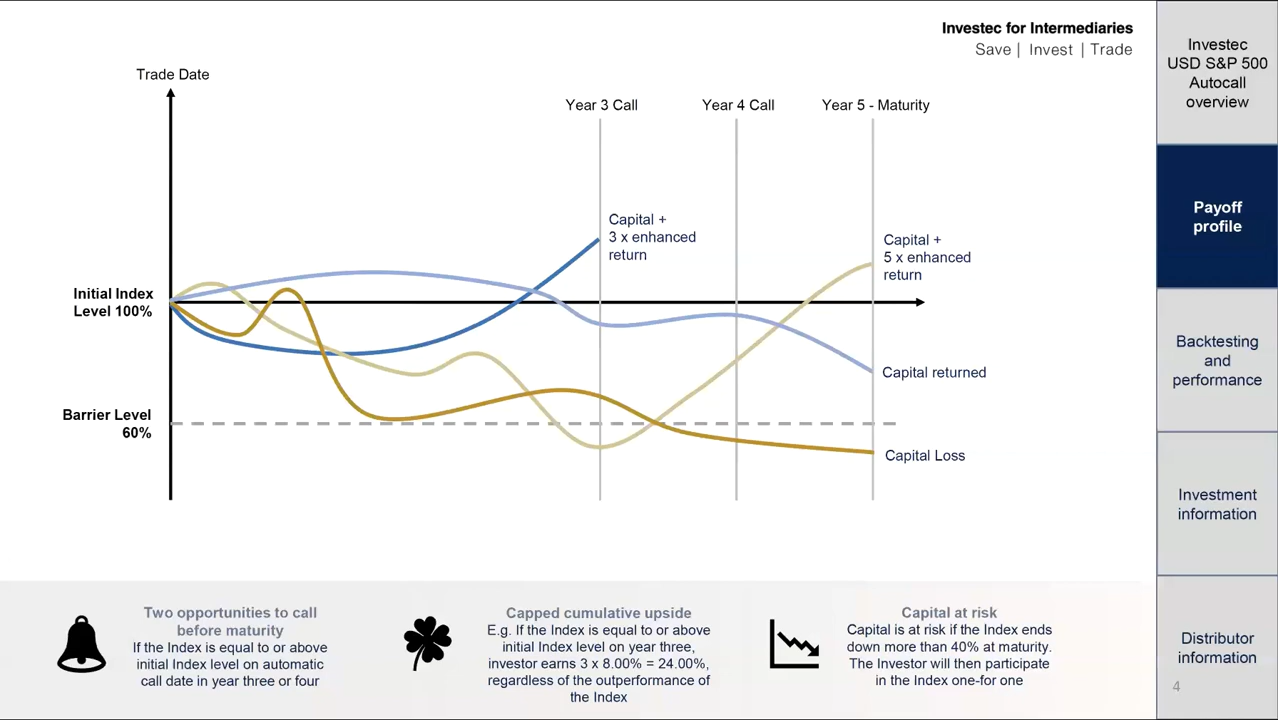 Investec for Intermediaries
Save | Invest | Trade
Trade Date
Year 3 Call
Year 4 Call
Year 5 - Maturity
Capital +
3 x enhanced
return
Capital +
5 x enhanced
return
Initial Index
Level 100%
Capital returned
Barrier Level
60%
Capital Loss
Two opportunities to call
before maturity
If the Index is equal to or above
initial Index level on automatic
call date in year three or four
Capped cumulative upside
E.g. If the Index is equal to or above
initial Index level on year three,
investor earns 3 x 8.00% = 24.00%,
regardless of the outperformance of
the Index
Capital at risk
Capital is at risk if the Index ends
down more than 40% at maturity.
The Investor will then participate
in the Index one-for one
Investec
USD S&P 500
Autocall
overview
Payoff
profile
Backtesting
and
performance
Investment
information
Distributor
information
4